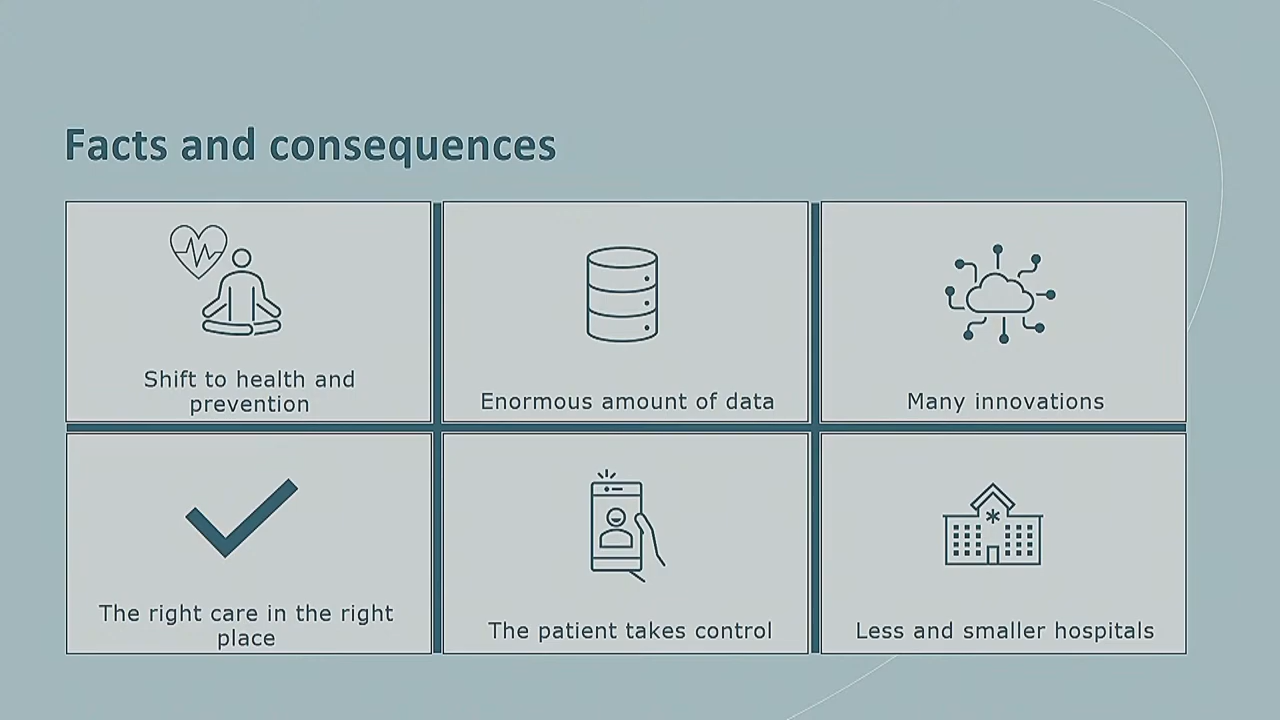 Facts and consequences
Shift to health and
prevention
Enormous amount of data
Many innovations
The right care in the right
place
The patient takes control
Less and smaller hospitals